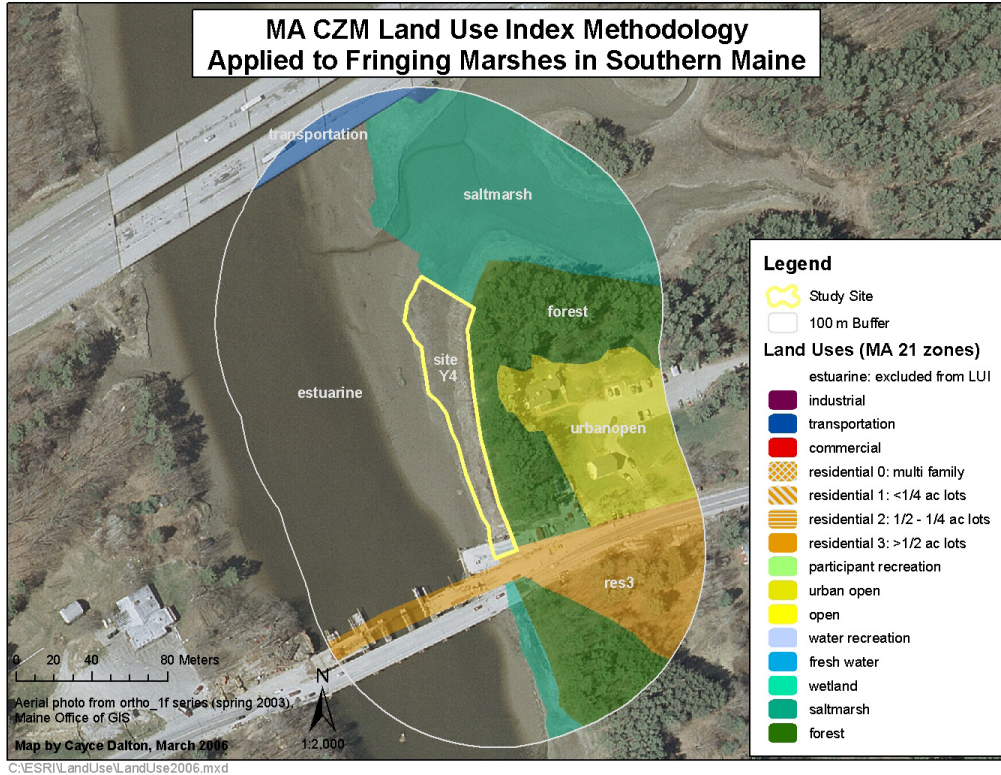 MA CZM Land Use Index Methodology
Applied to Fringing Marshes in Southern Maine
transportation
saltmarsh
forest
site
Y4
estuarine
urbanopen
res3
Legend
Study Site
100 m Buffer
Land Uses (MA 21 zones)
estuarine: excluded from LUI
industrial
transportation
commercial
residential 0: multi family
residential 1: <1/4 ac lots
residential 2: 1/2 - 1/4 ac lots
residential 3: >1/2 ac lots
participant recreation
urban open
open
water recreation
fresh water
wetland
saltmarsh
forest
0 20 40 80 Meters
N
Aerial photo from ortho_1f series (spring 2003),
Maine Office of GIS
Map by Cayce Dalton, March 2006
1:2,000
C:\ESRI\LandUse\LandUse2006.mxd